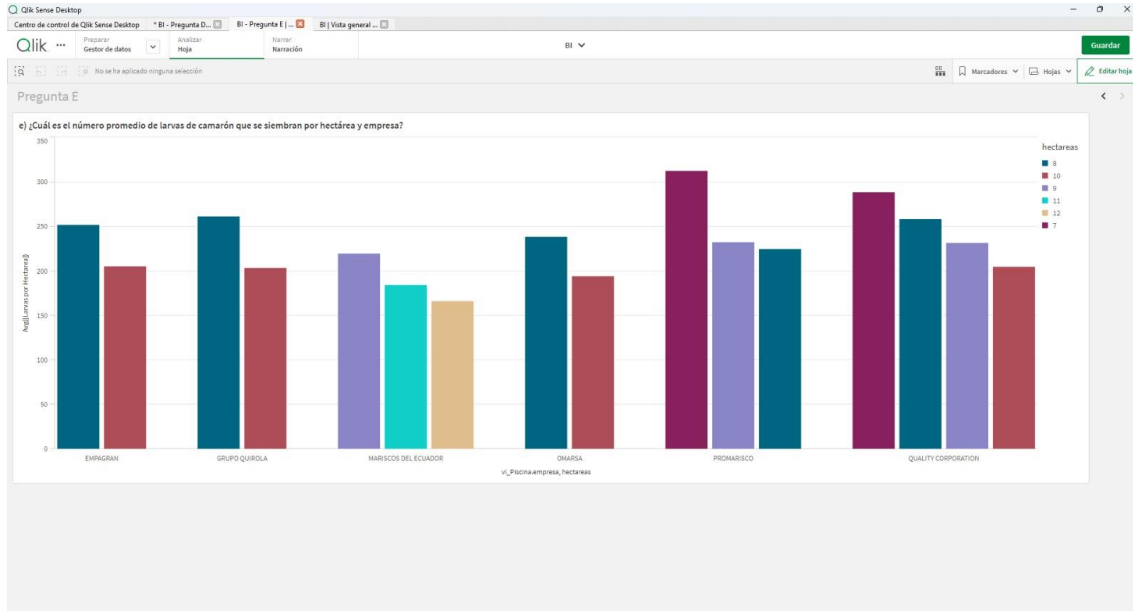 Qlik Sense Desktop
Centro de control de Qlik Sense Desktop * BI - Pregunta D... BI - Pregunta E | ... BI | Vista general ...
Qlik ... Preparar Gestor de datos Analizar Hoja Narrar Narración BI Guardar
No se ha aplicado ninguna selección Marcadores Hojas Editar hoja
Pregunta E
e) ¿Cuál es el número promedio de larvas de camarón que se siembran por hectárea y empresa?
350
300
250
200
150
100
50
0
Avg([Larvas por Hectarea])
EMPAGRAN GRUPO QUIROLA MARISCOS DEL ECUADOR OMARSA PROMARISCO QUALITY CORPORATION
vi_Piscina.empresa, hectareas
hectareas
8
10
9
11
12
7